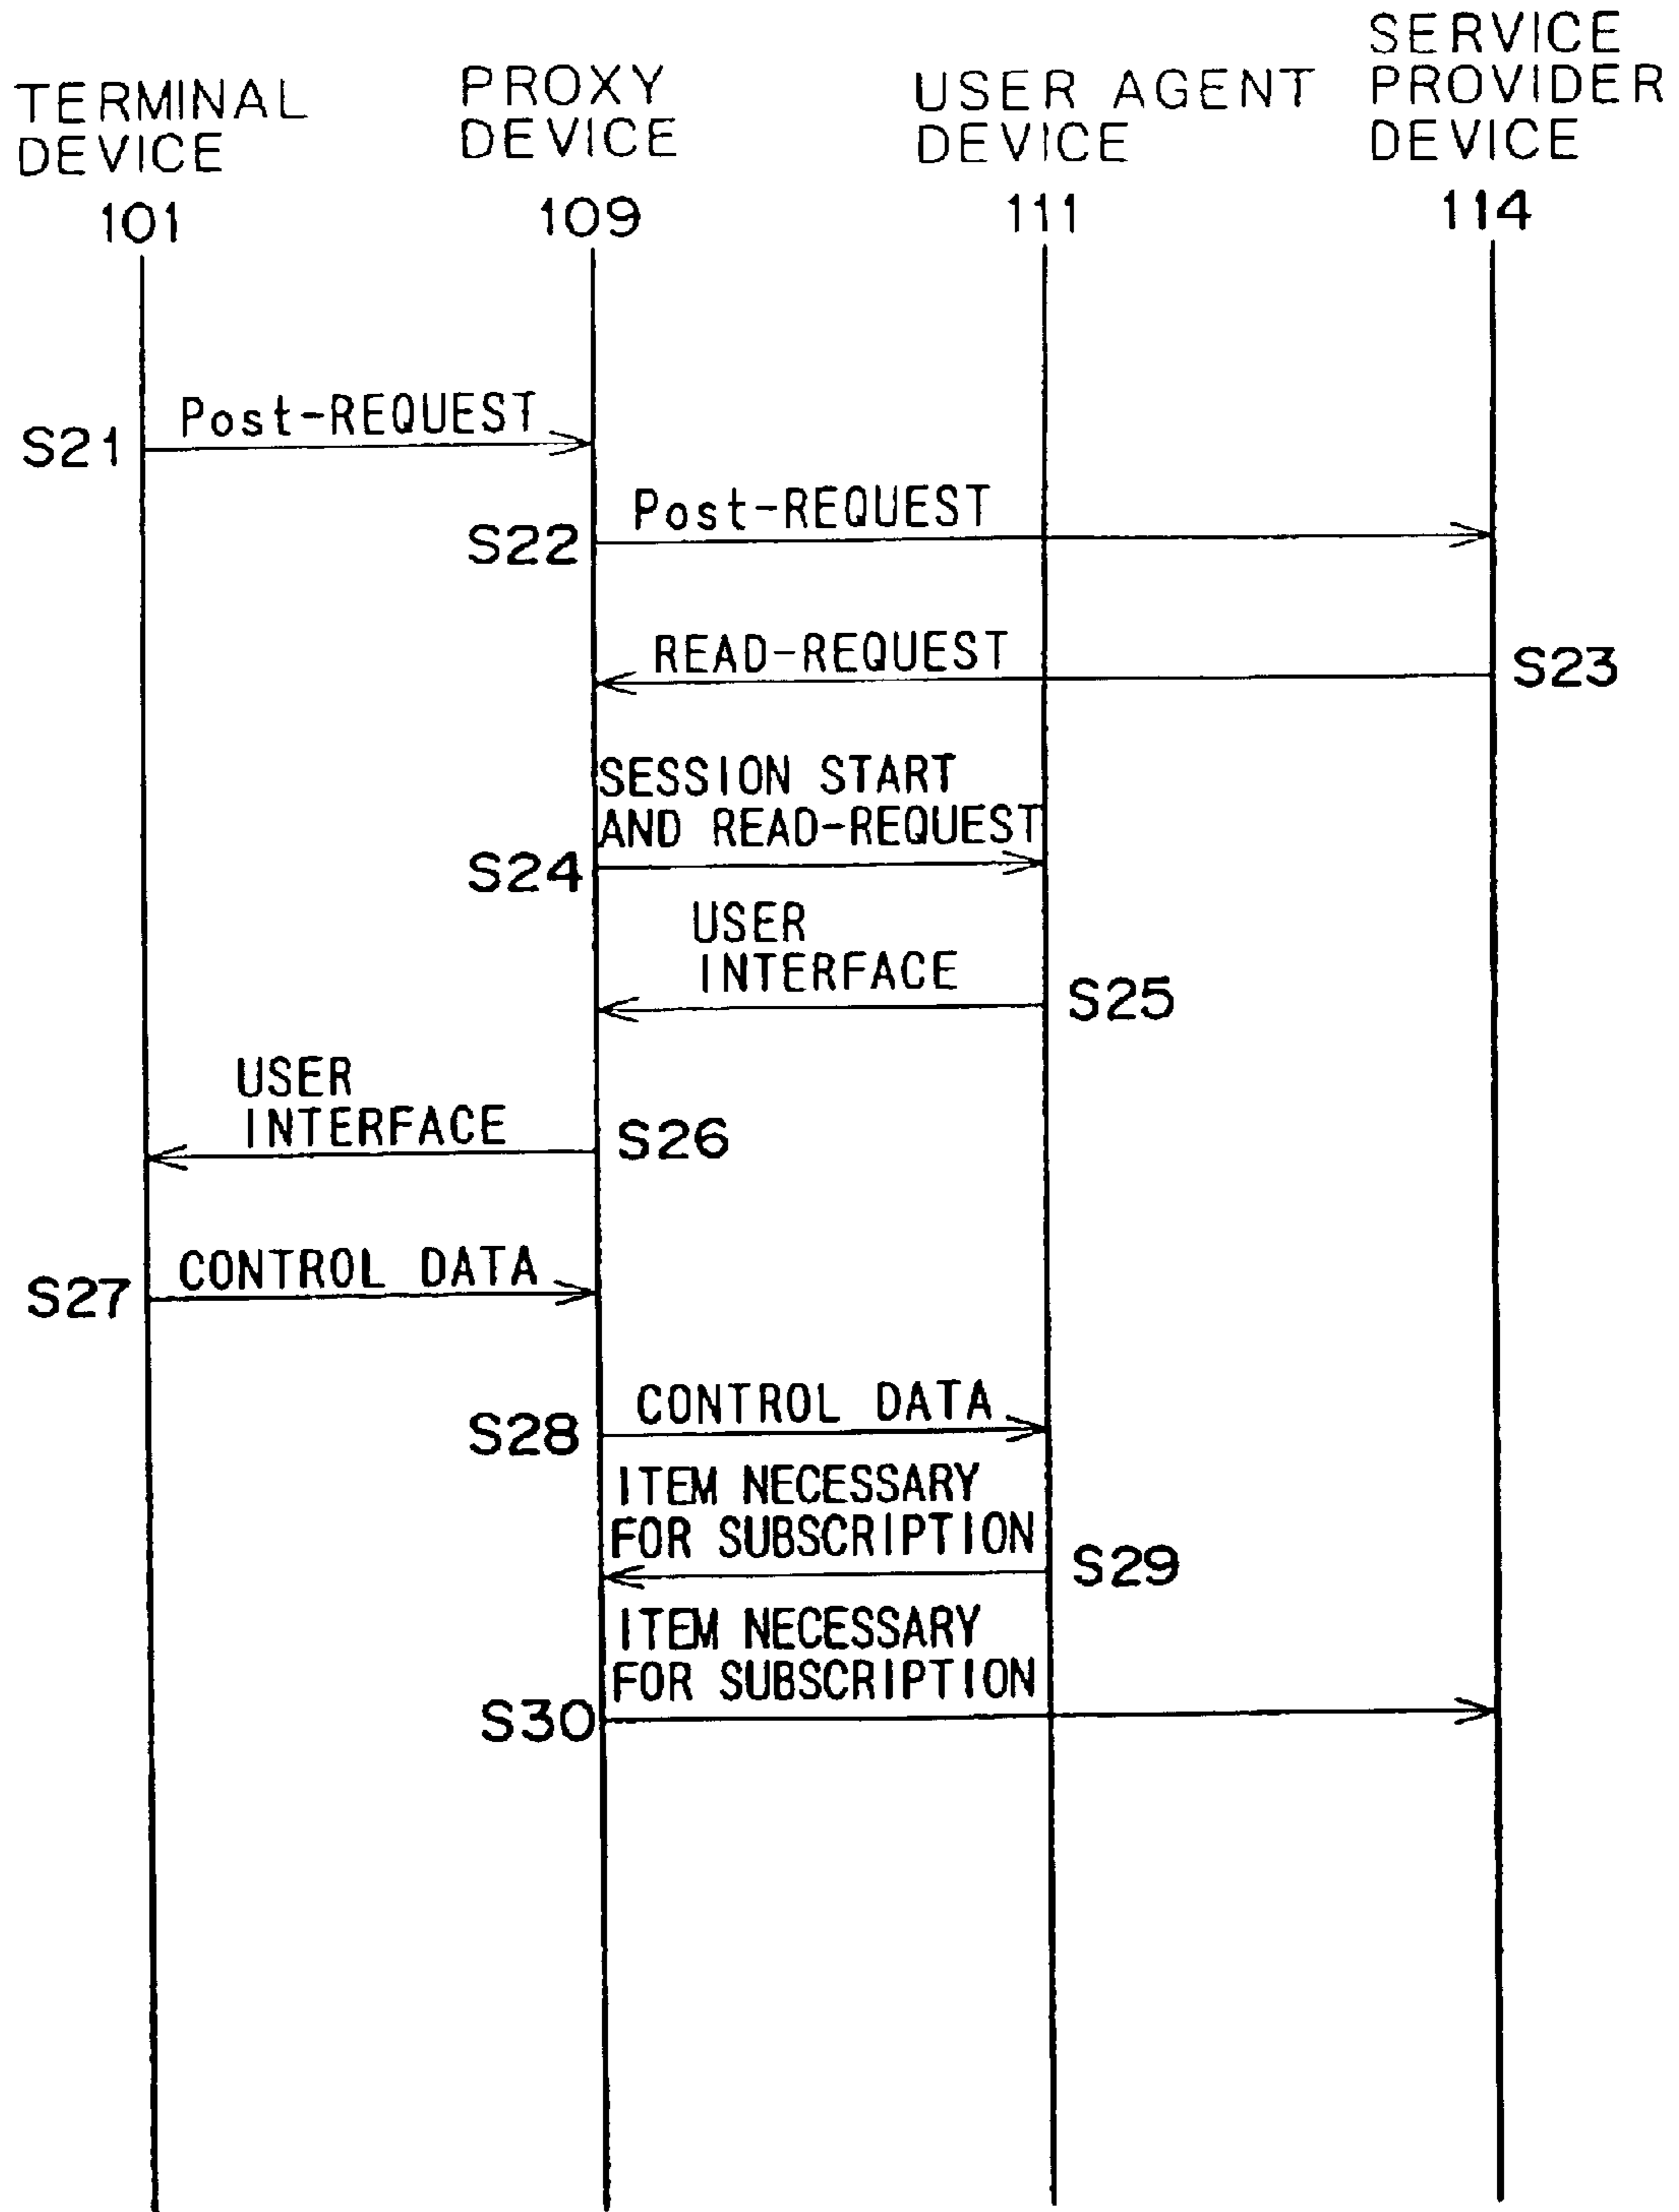 TERMINAL
DEVICE
101
PROXY
DEVICE
109
USER AGENT
DEVICE
111
SERVICE
PROVIDER
DEVICE
114
S21
Post-REQUEST
S22
Post-REQUEST
READ-REQUEST
S23
SESSION START
AND READ-REQUEST
S24
USER
INTERFACE
S25
USER
INTERFACE
S26
S27
CONTROL DATA
S28
CONTROL DATA
ITEM NECESSARY
FOR SUBSCRIPTION
S29
ITEM NECESSARY
FOR SUBSCRIPTION
S30